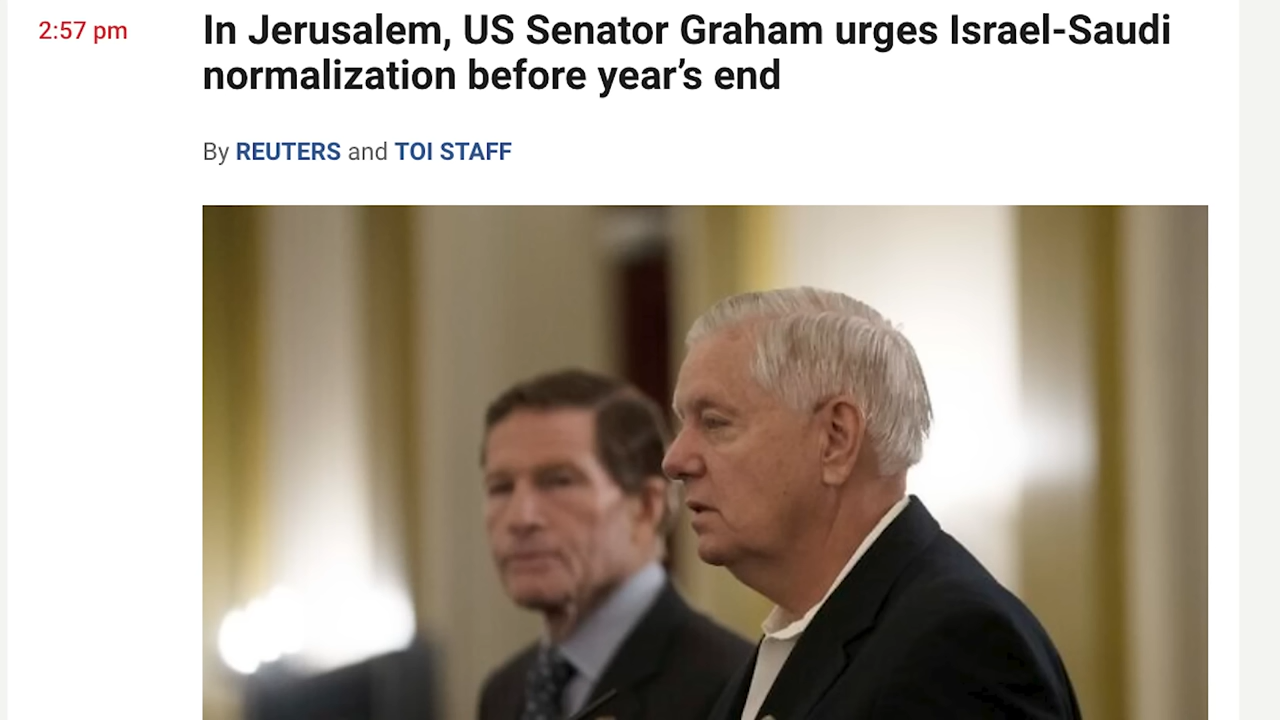 2:57 pm
In Jerusalem, US Senator Graham urges Israel-Saudi
normalization before year’s end
By REUTERS and TOI STAFF